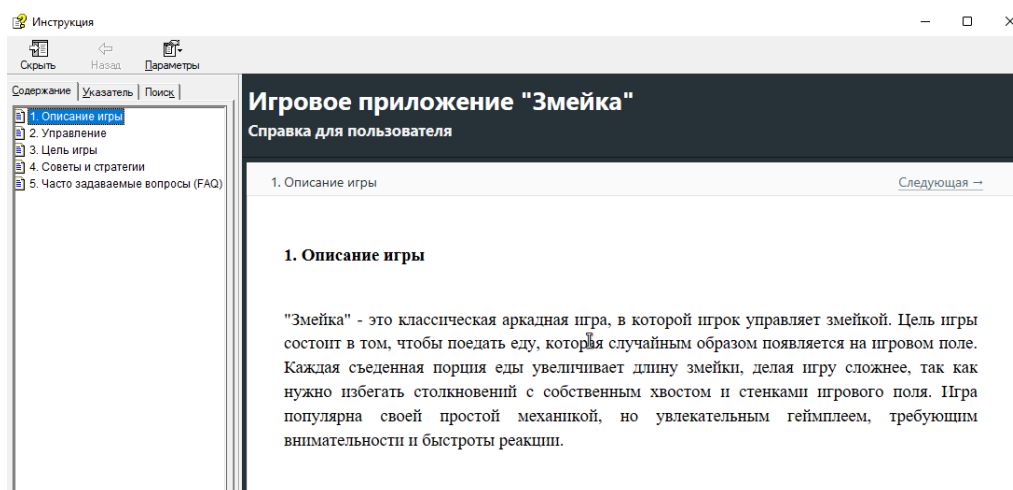 Инструкция
Скрыть Назад Параметры
Содержание Указатель Поиск
1. Описание игры
2. Управление
3. Цель игры
4. Советы и стратегии
5. Часто задаваемые вопросы (FAQ)
Игровое приложение "Змейка"
Справка для пользователя
1. Описание игры Следующая →
1. Описание игры
"Змейка" - это классическая аркадная игра, в которой игрок управляет змейкой. Цель игры
состоит в том, чтобы поедать еду, которая случайным образом появляется на игровом поле.
Каждая съеденная порция еды увеличивает длину змейки, делая игру сложнее, так как
нужно избегать столкновений с собственным хвостом и стенками игрового поля. Игра
популярна своей простой механикой, но увлекательным геймплеем, требующим
внимательности и быстроты реакции.